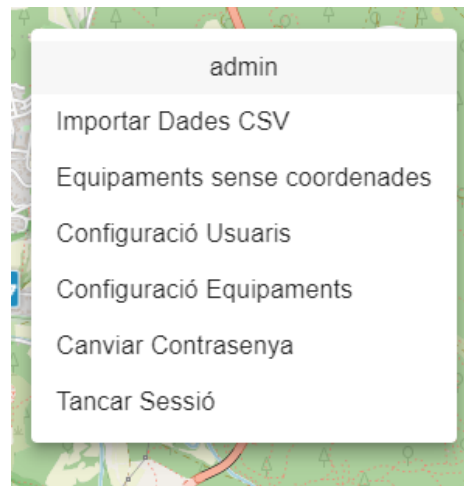 admin
Importar Dades CSV
Equipaments sense coordenades
Configuració Usuaris
Configuració Equipaments
Canviar Contrasenya
Tancar Sessió